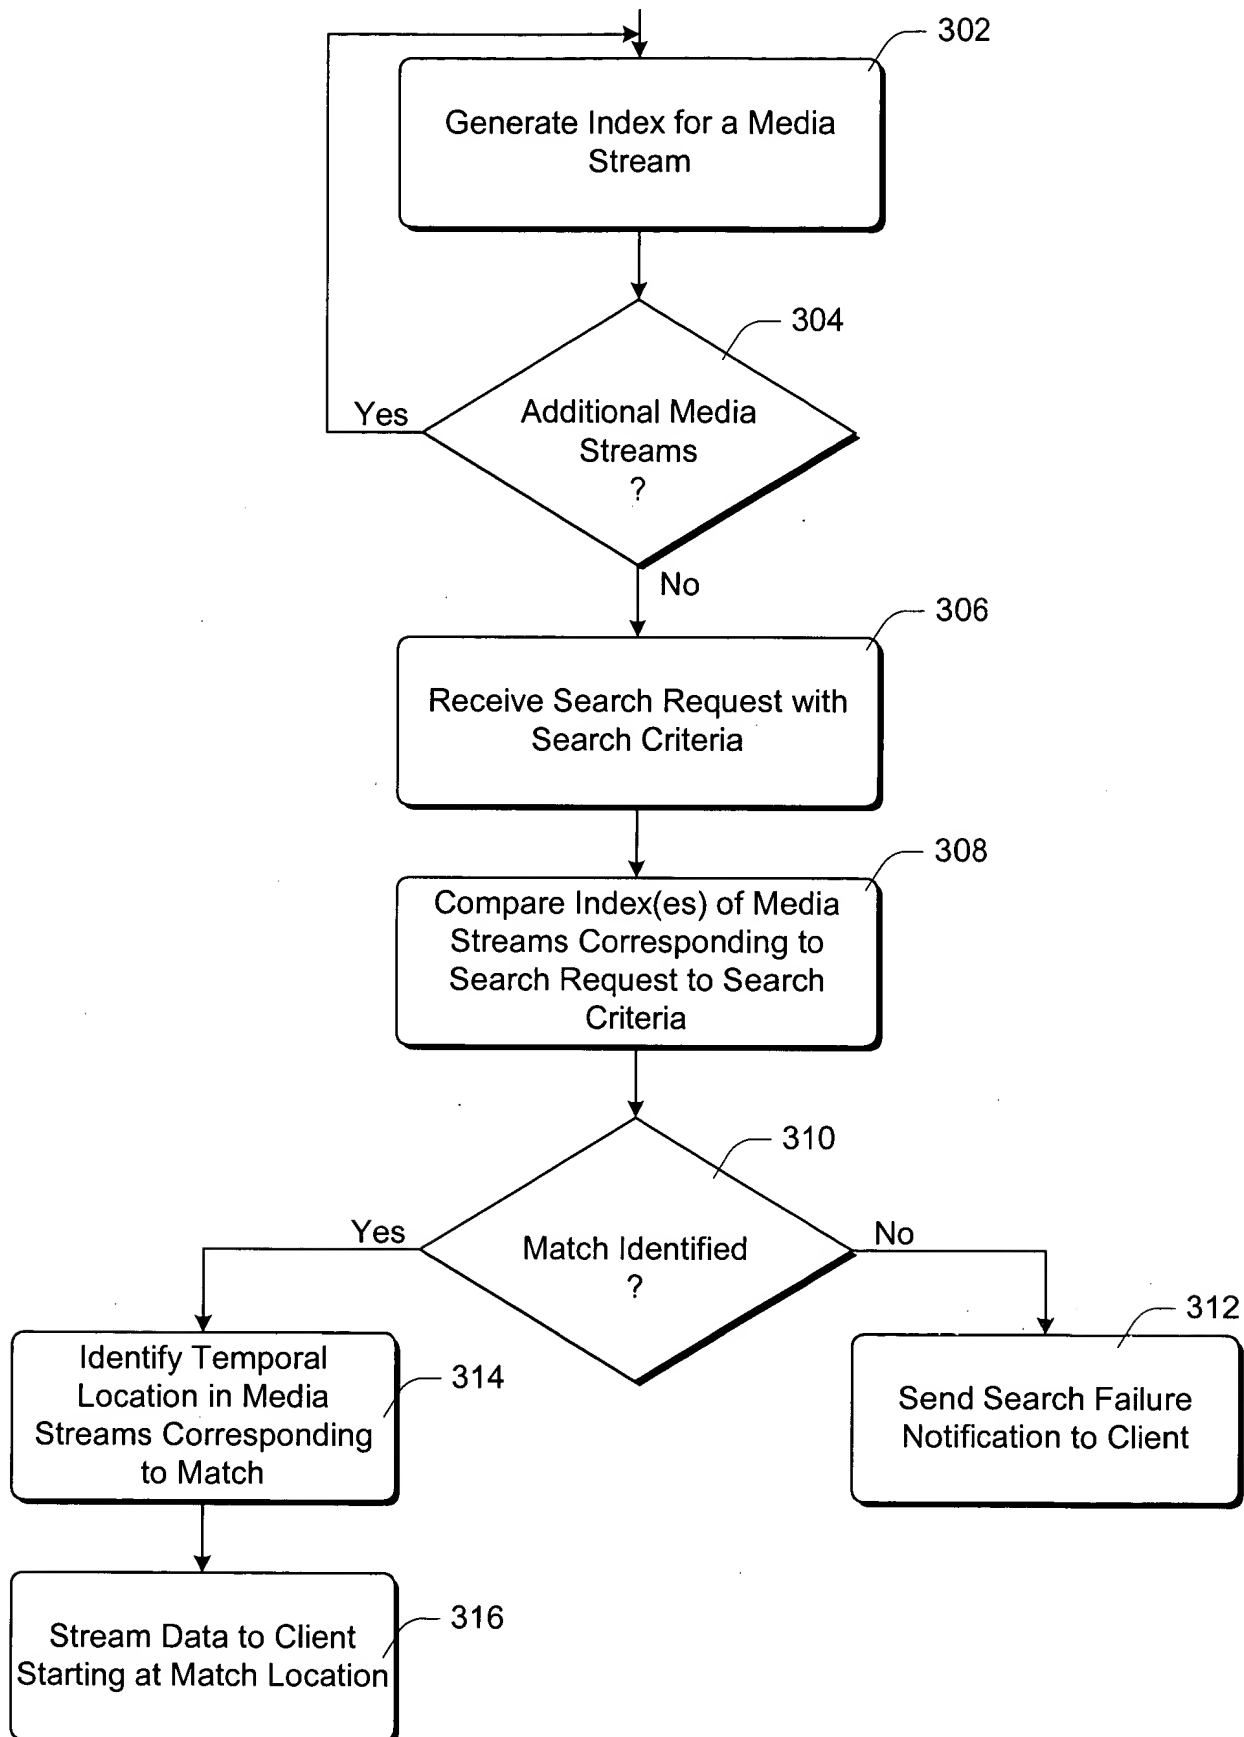 302
Generate Index for a Media
Stream
304
Additional Media
Streams
?
Yes
No
306
Receive Search Request with
Search Criteria
308
Compare Index(es) of Media
Streams Corresponding to
Search Request to Search
Criteria
310
Match Identified
?
Yes
No
312
Send Search Failure
Notification to Client
314
Identify Temporal
Location in Media
Streams Corresponding
to Match
316
Stream Data to Client
Starting at Match Location